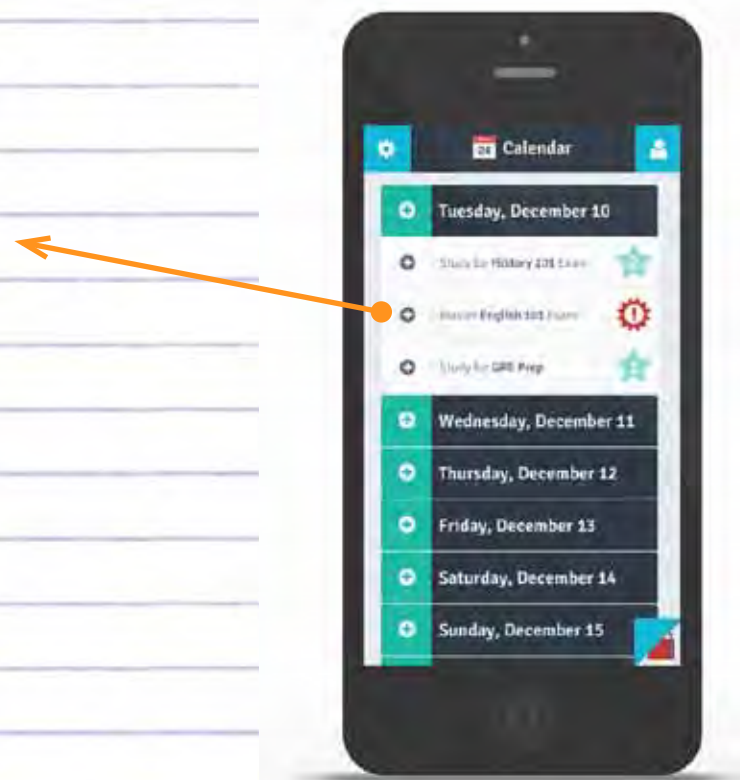 Calendar
Tuesday, December 10
Study for History 101 Exam
English 101 Exam
Study for GRE Prep
Wednesday, December 11
Thursday, December 12
Friday, December 13
Saturday, December 14
Sunday, December 15